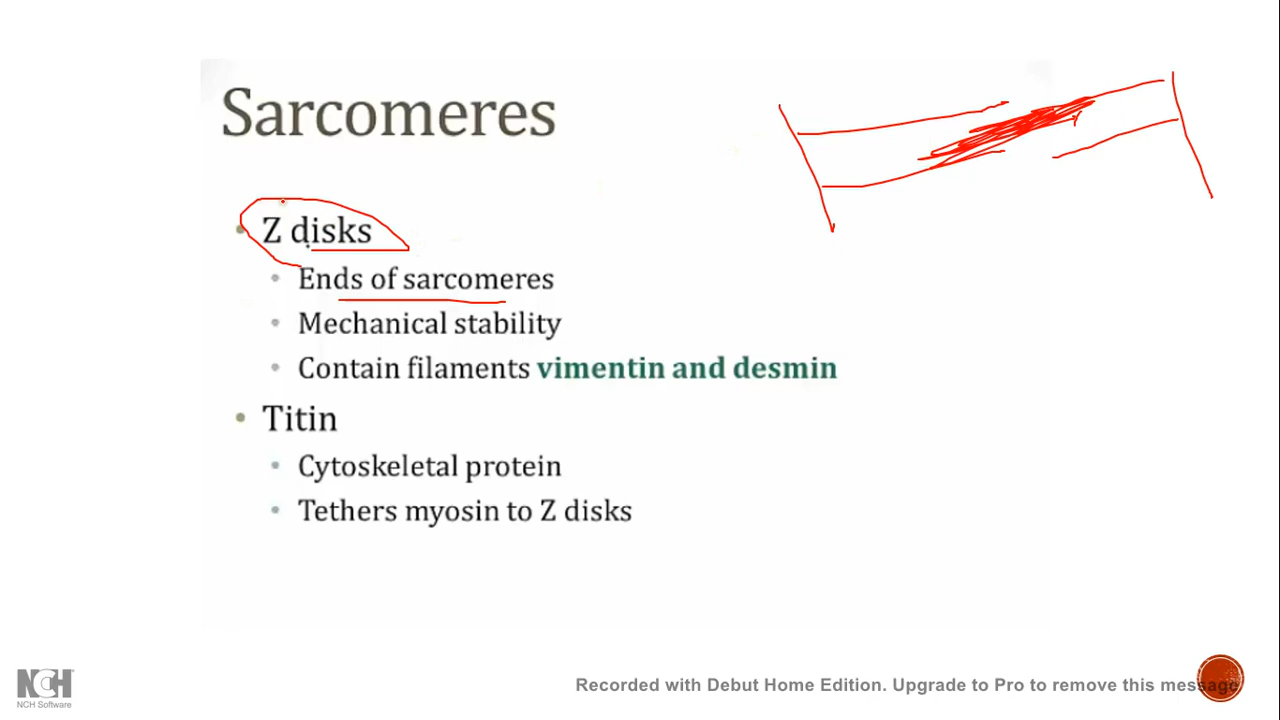 Sarcomeres
• Z disks
• Ends of sarcomeres
• Mechanical stability
• Contain filaments vimentin and desmin
• Titin
• Cytoskeletal protein
• Tethers myosin to Z disks
NCH
NCH Software
Recorded with Debut Home Edition. Upgrade to Pro to remove this message